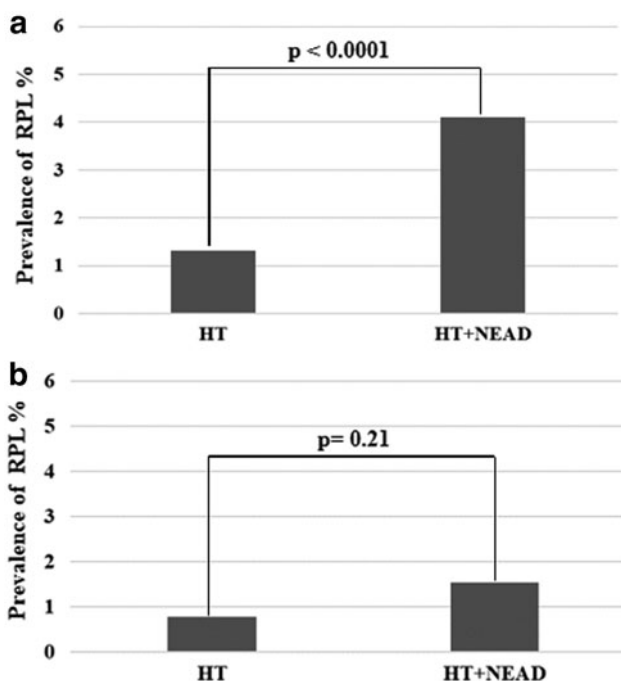 a
Prevalence of RPL %
6
5
4
3
2
1
0
p < 0.0001
HT
HT+NEAD
b
Prevalence of RPL %
6
5
4
3
2
1
0
p= 0.21
HT
HT+NEAD